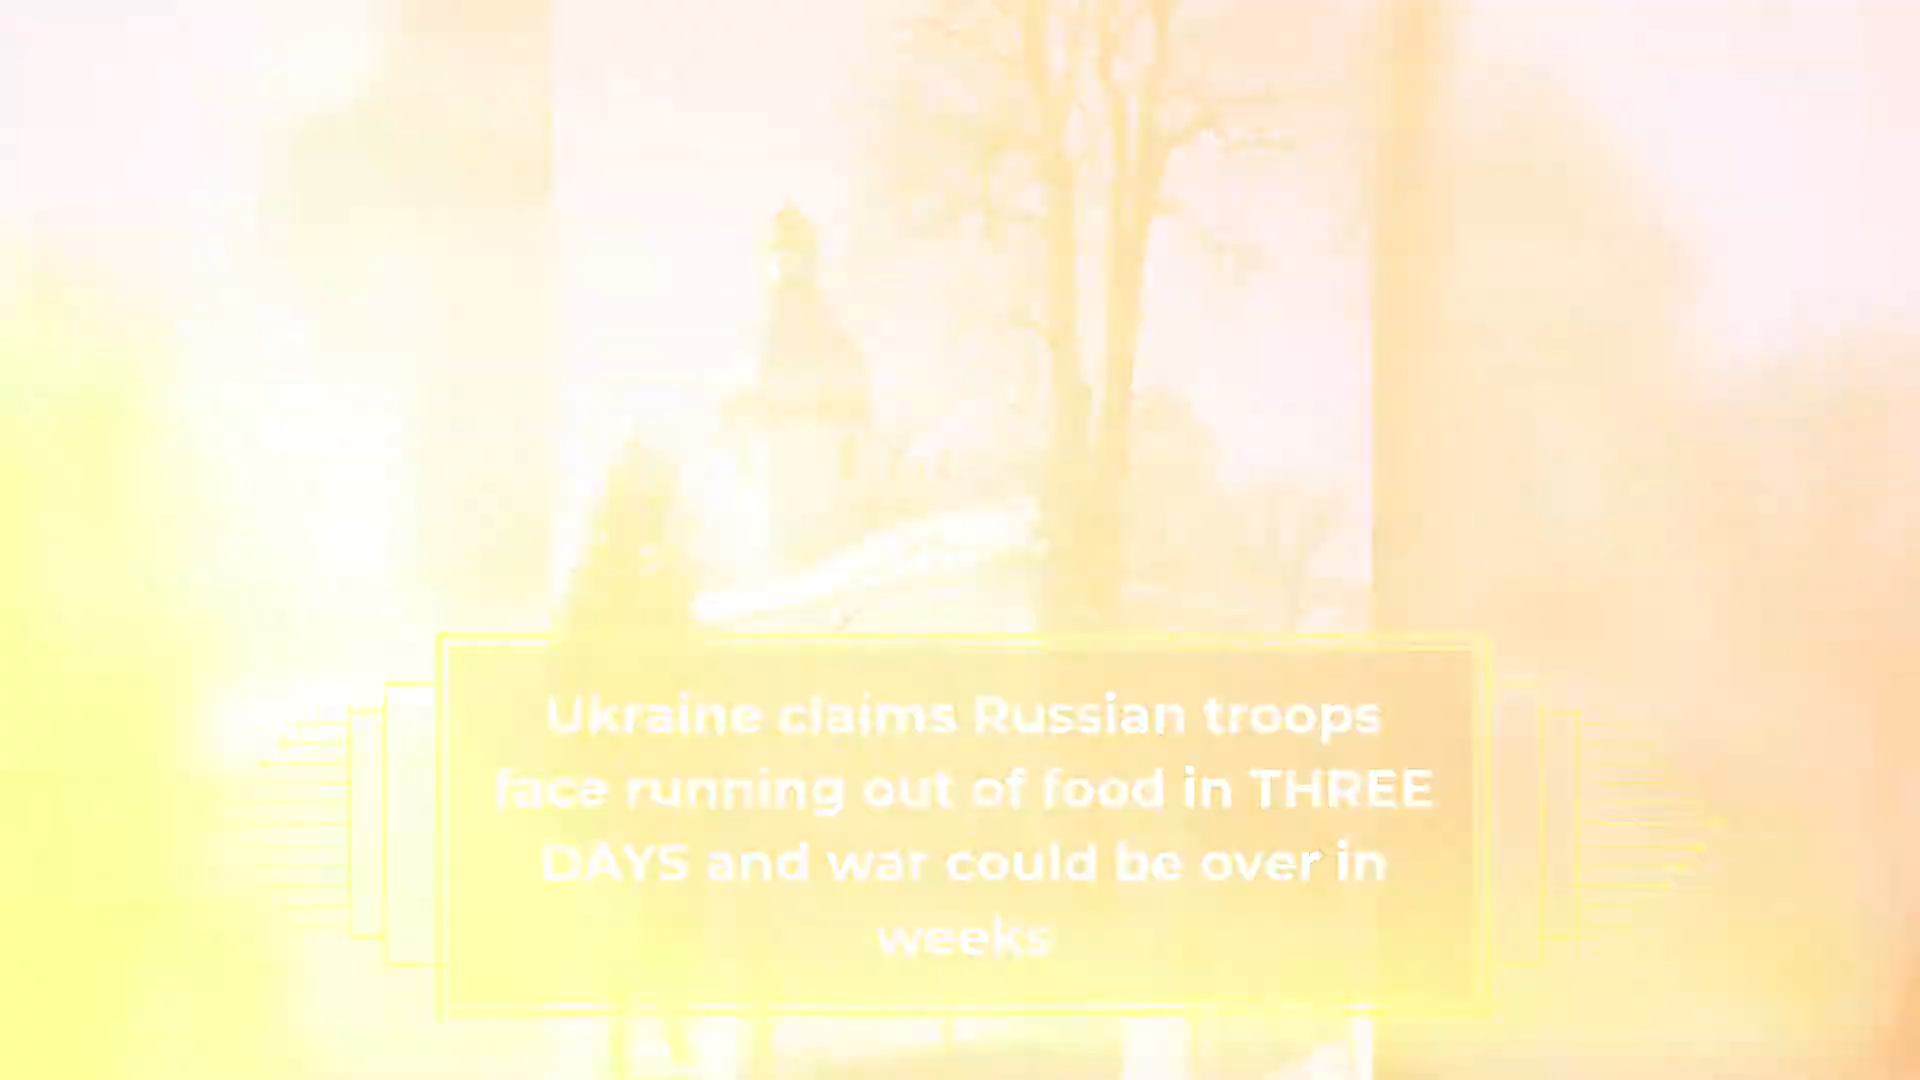 Ukraine claims Russian troops
face running out of food in THREE
DAYS and war could be over in
weeks